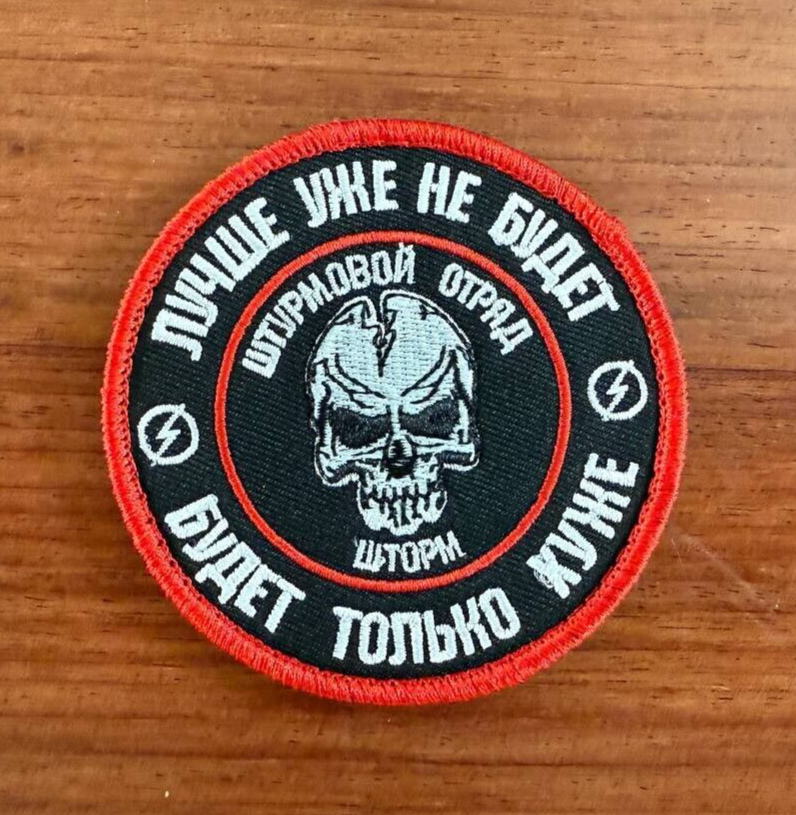 ЛУЧШЕ УЖЕ НЕ БУДЕТ
ШТУРМОВОЙ ОТРЯД
ШТОРМ
БУДЕТ ТОЛЬКО ХУЖЕ